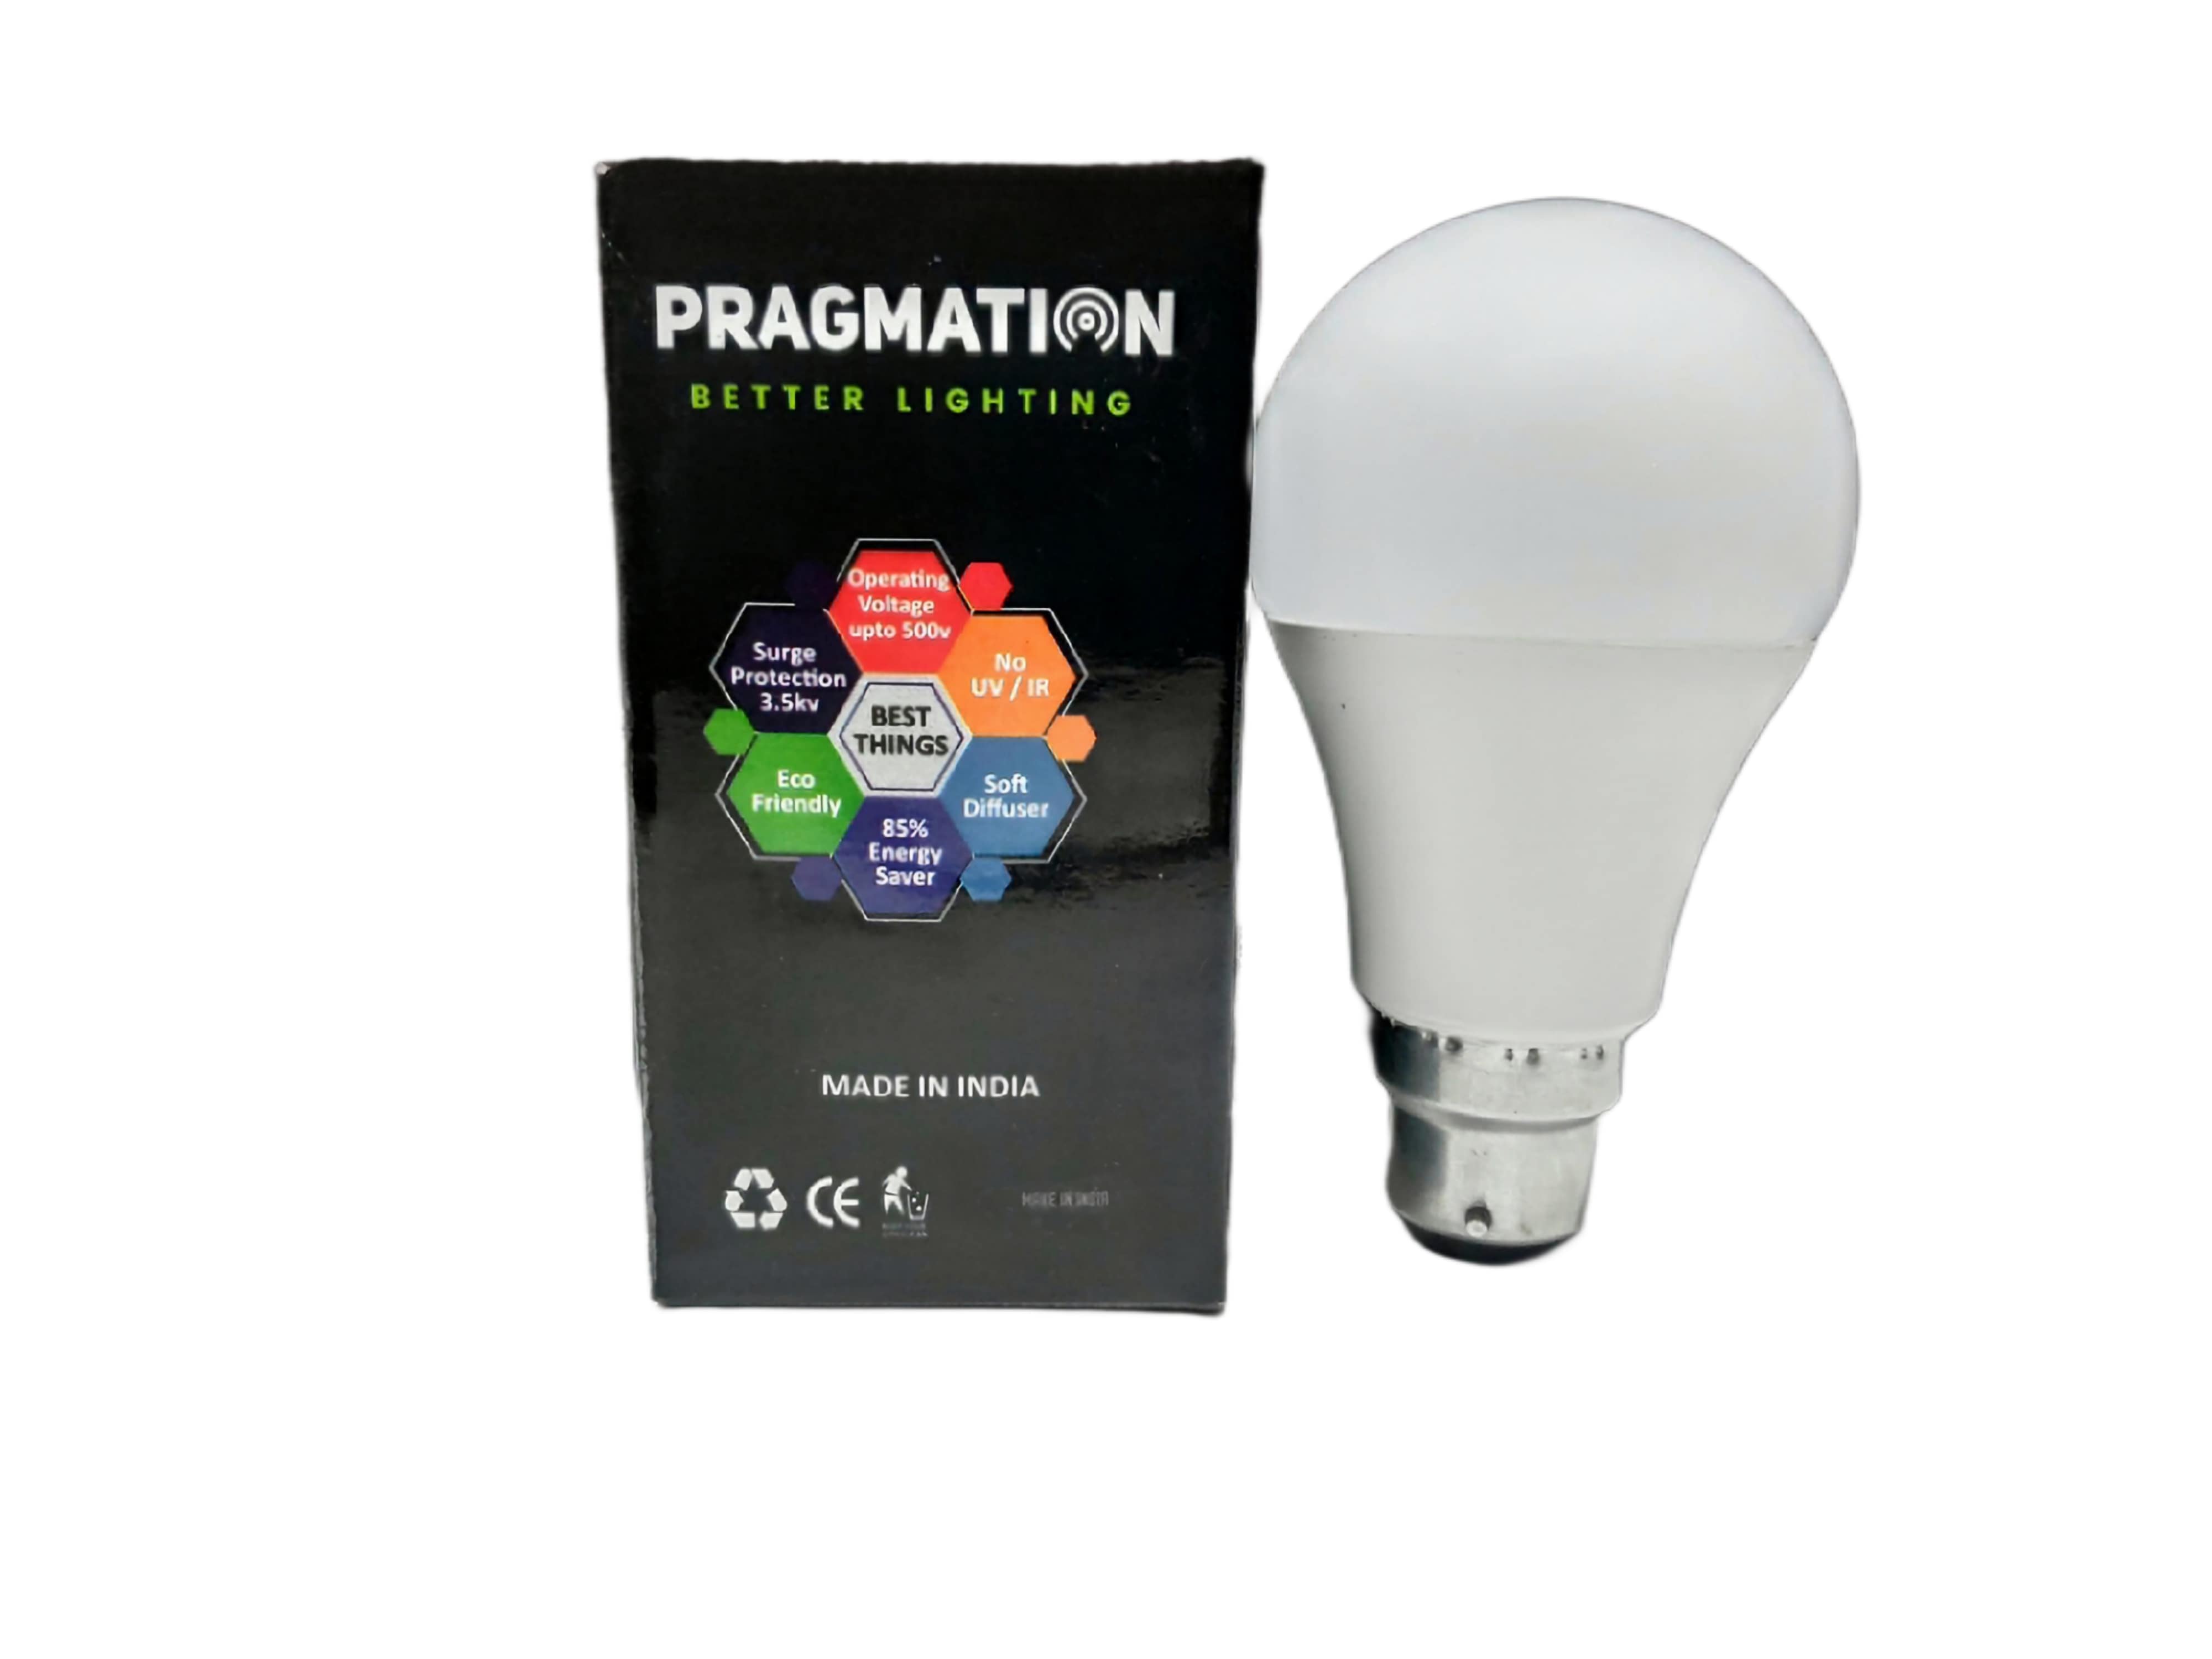 PRAGMATION
BETTER LIGHTING
Operating
Voltage
upto 500v
No
UV / IR
Surge
Protection
3.5kv
BEST
THINGS
Eco
Friendly
Soft
Diffuser
85%
Energy
Saver
MADE IN INDIA
CE
MAKE IN INDIA